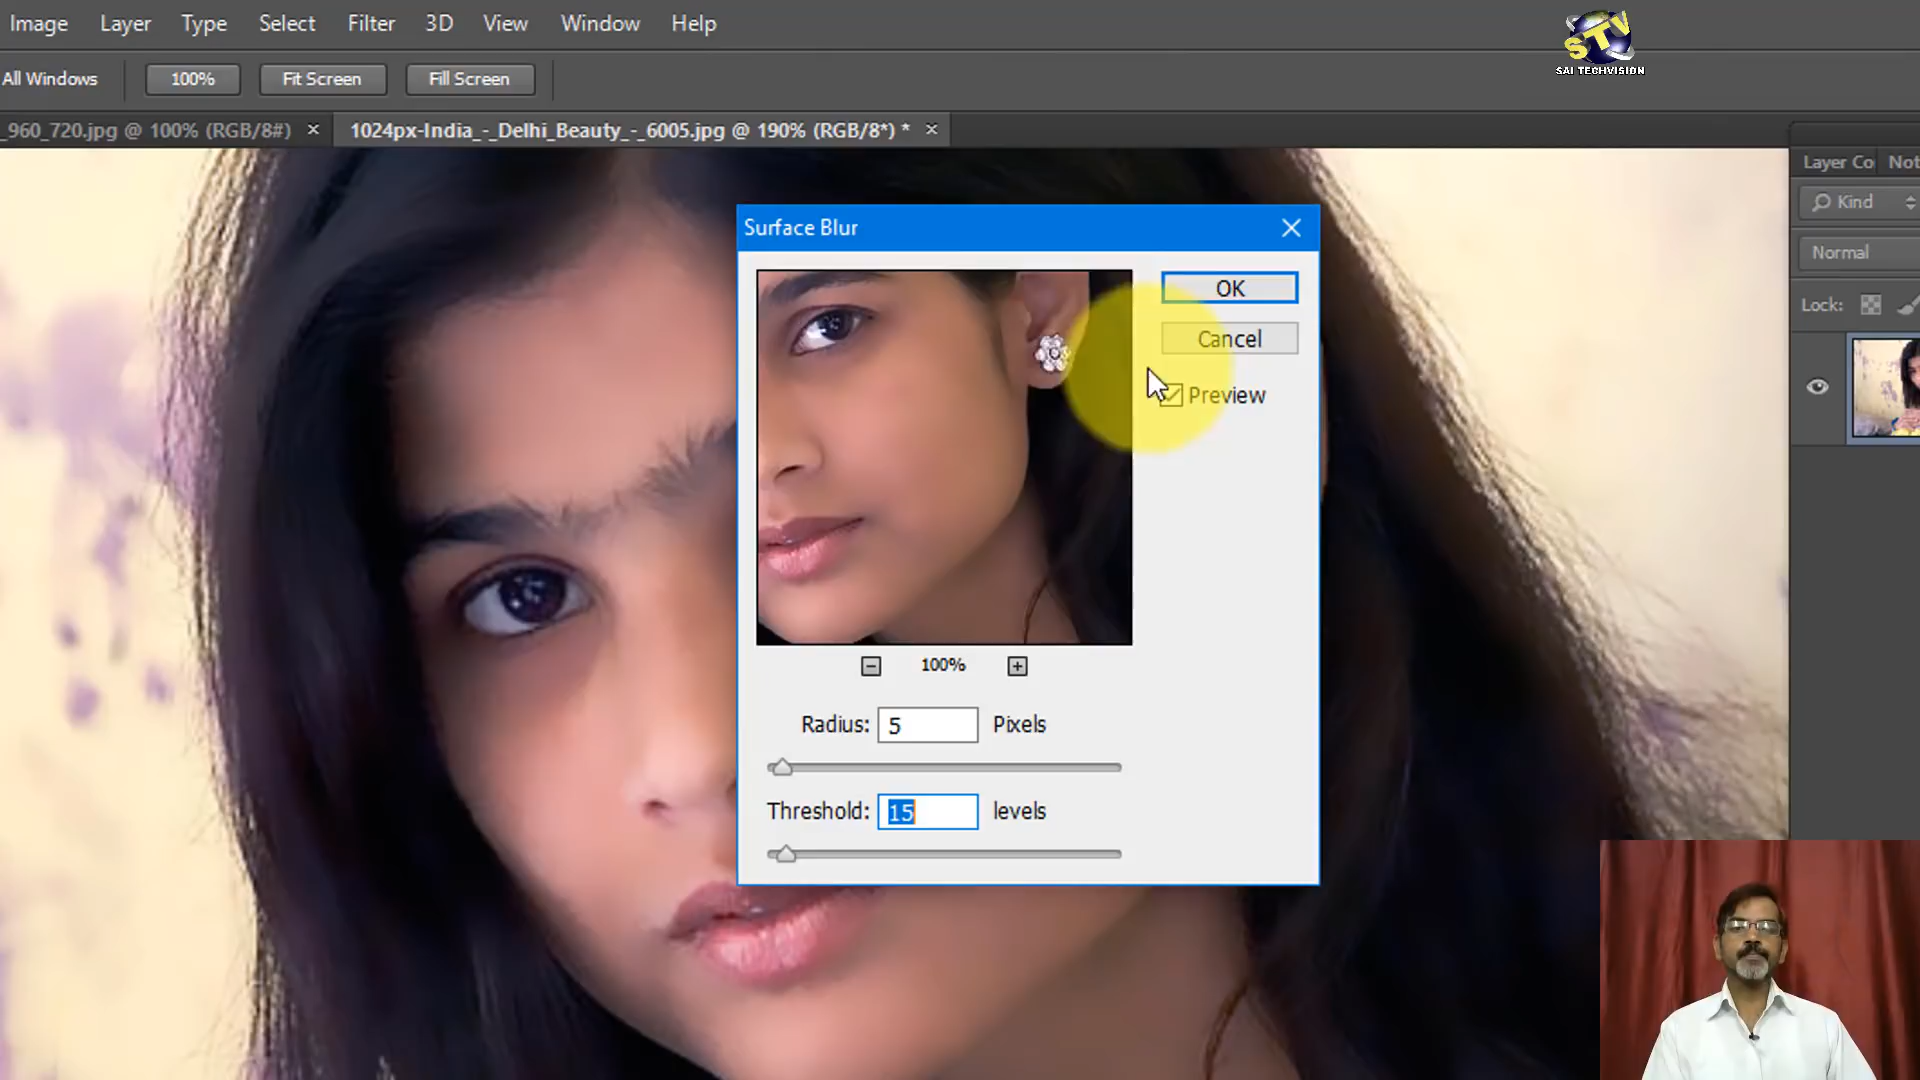 Image Layer Type Select Filter 3D View Window Help
STV
SAI TECHVISION
All Windows 100% Fit Screen Fill Screen
_960_720.jpg @ 100% (RGB/8#) × 1024px-India_-_Delhi_Beauty_-_6005.jpg @ 190% (RGB/8*) * ×
Layer Co Not
Kind
Normal
Lock:
Surface Blur
OK
Cancel
Preview
100%
Radius: 5 Pixels
Threshold: 15 levels